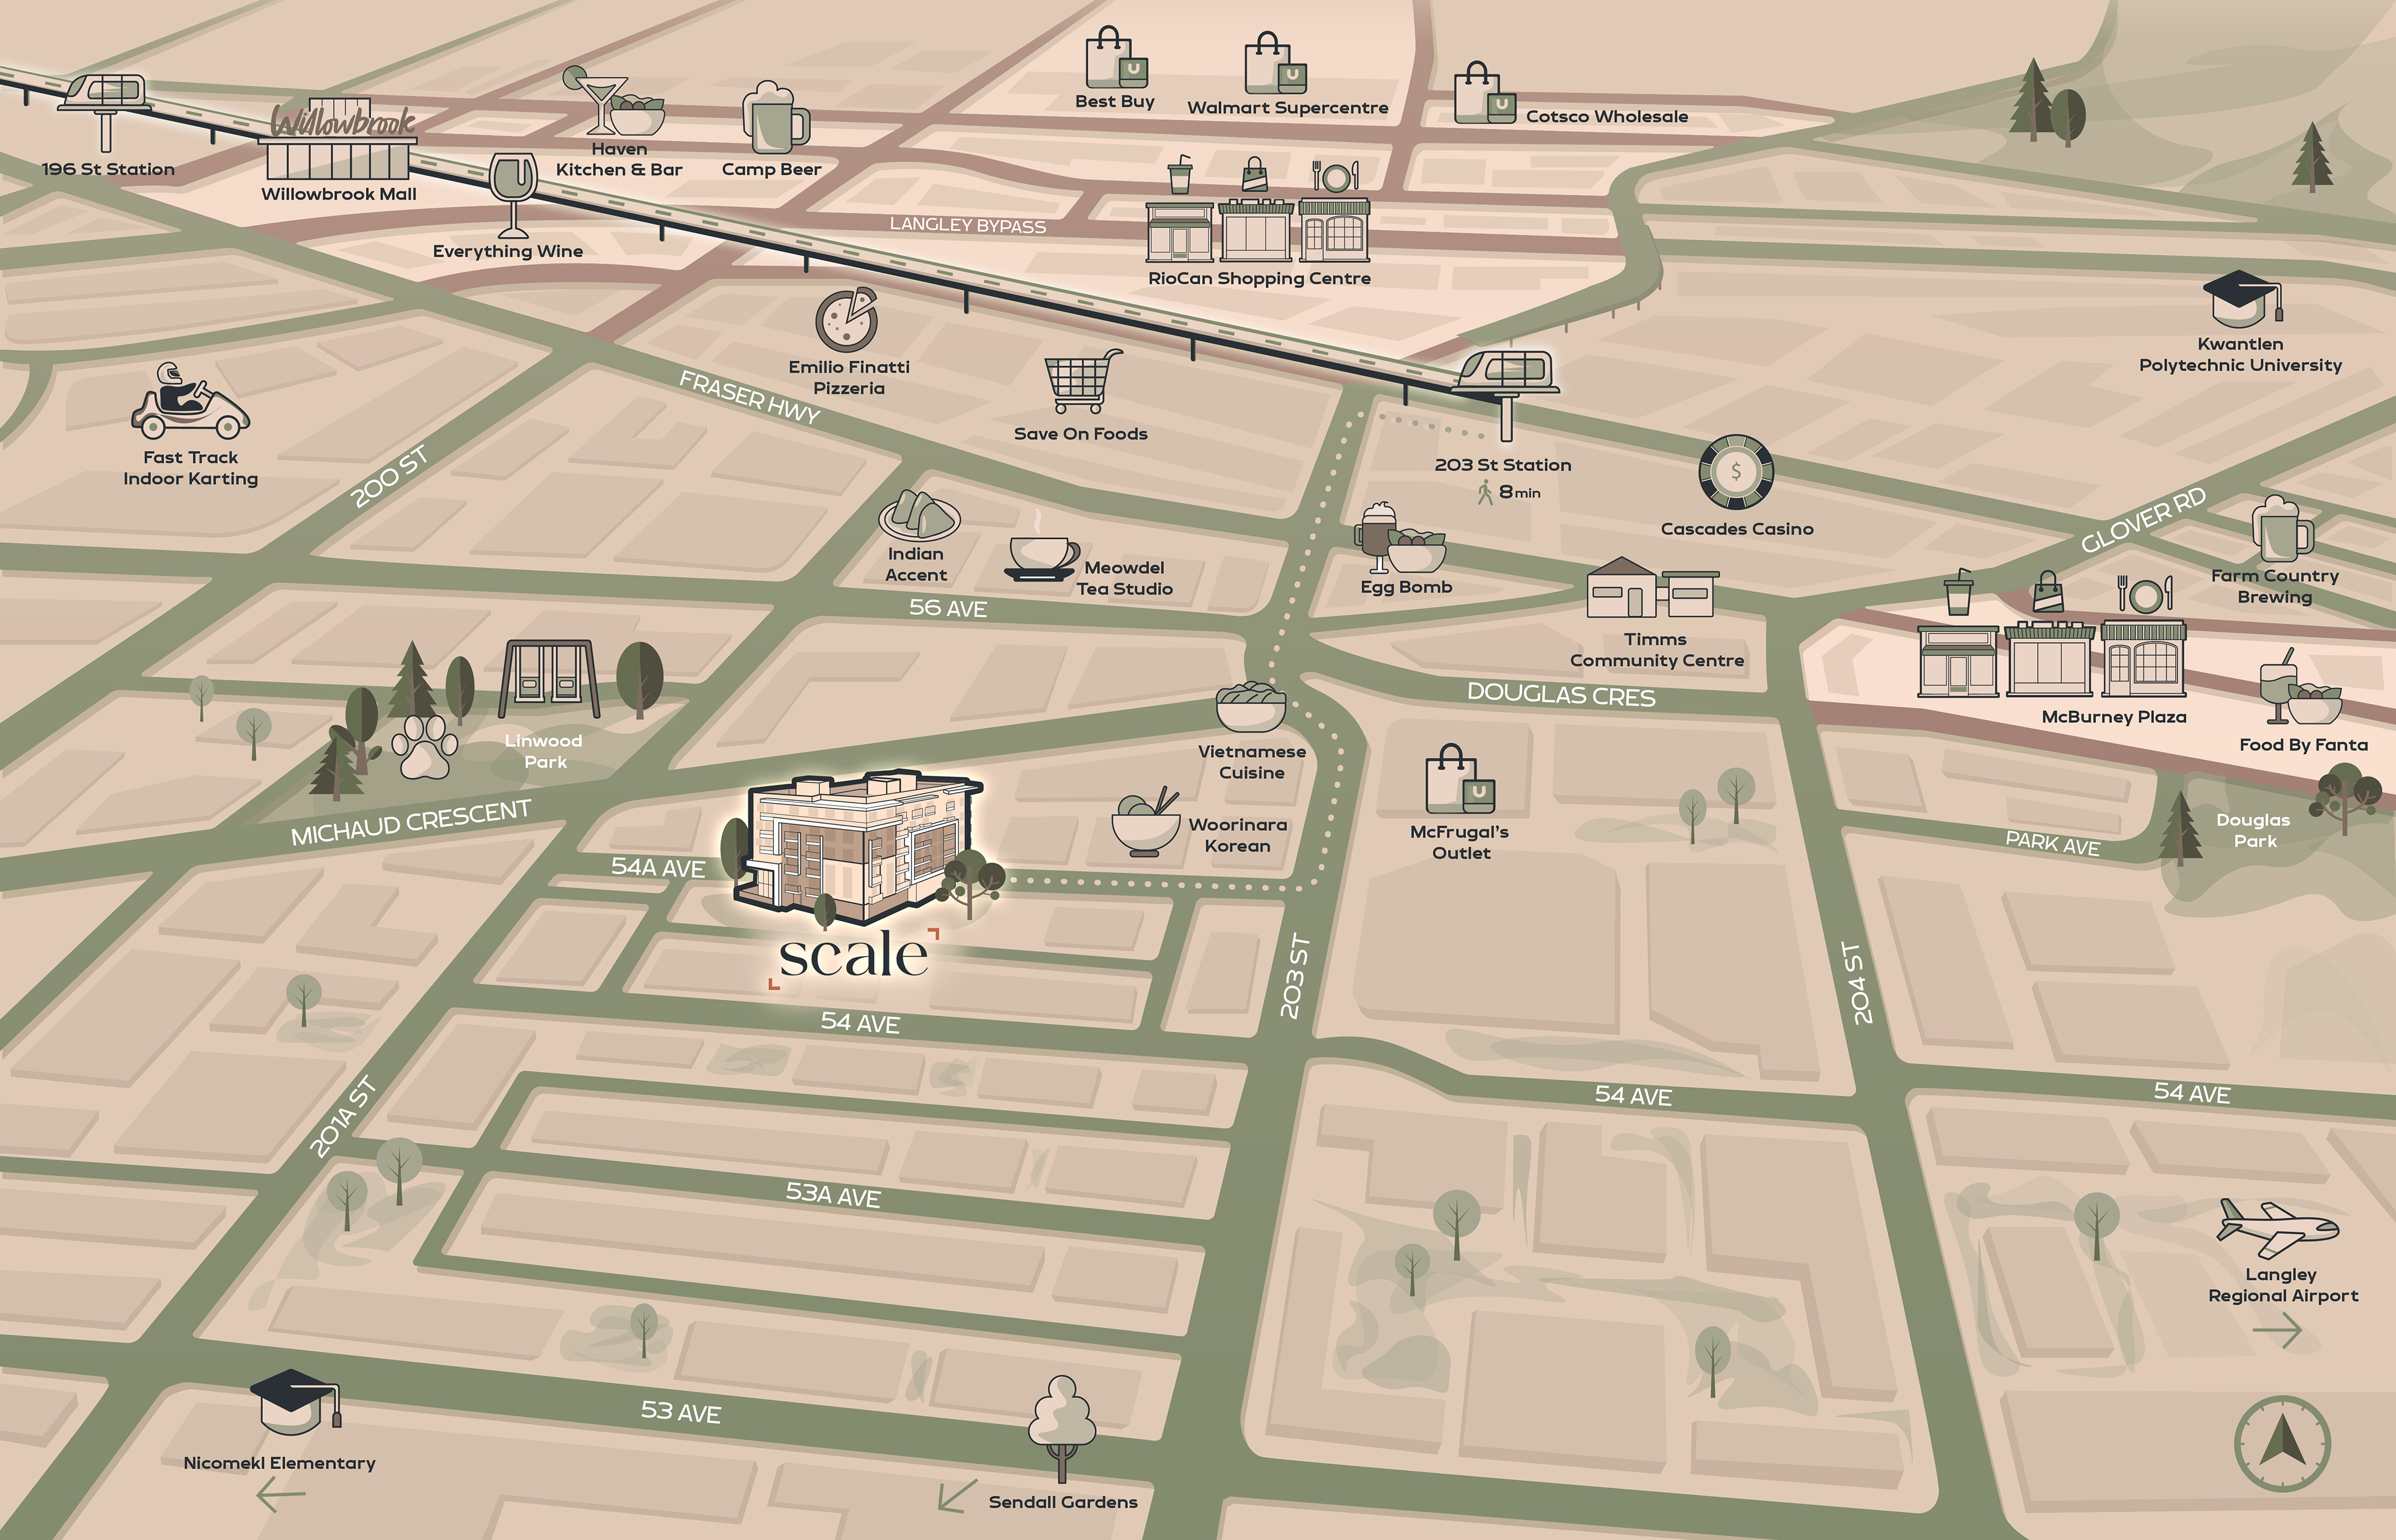 Best Buy
Walmart Supercentre
Cotsco Wholesale
196 St Station
Willowbrook
Willowbrook Mall
Haven
Kitchen & Bar
Camp Beer
Everything Wine
LANGLEY BYPASS
RioCan Shopping Centre
Kwantlen
Polytechnic University
Emilio Finatti
Pizzeria
FRASER HWY
Save On Foods
Fast Track
Indoor Karting
200 ST
203 St Station
8 min
$
Cascades Casino
GLOVER RD
Indian
Accent
Meowdel
Tea Studio
Egg Bomb
Farm Country
Brewing
56 AVE
Timms
Community Centre
DOUGLAS CRES
McBurney Plaza
Food By Fanta
Linwood
Park
Vietnamese
Cuisine
MICHAUD CRESCENT
Woorinara
Korean
McFrugal's
Outlet
Douglas
Park
PARK AVE
54A AVE
scale
203 ST
204 ST
54 AVE
54 AVE
54 AVE
201A ST
53A AVE
Langley
Regional Airport
53 AVE
Nicomekl Elementary
Sendall Gardens